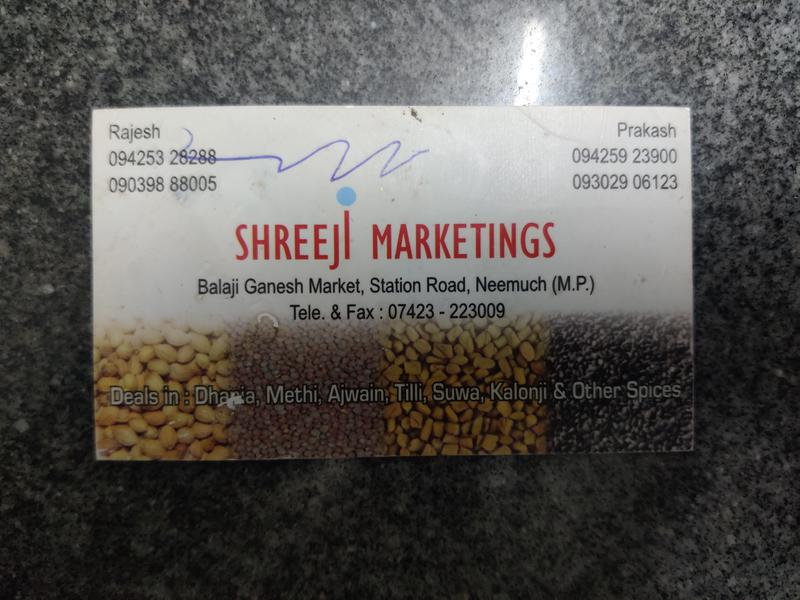 Rajesh
094253 28288
090398 88005
Prakash
094259 23900
093029 06123
SHREEJI MARKETINGS
Balaji Ganesh Market, Station Road, Neemuch (M.P.)
Tele. & Fax : 07423 - 223009
Deals in : Dhania, Methi, Ajwain, Tilli, Suwa, Kalonji & Other Spices